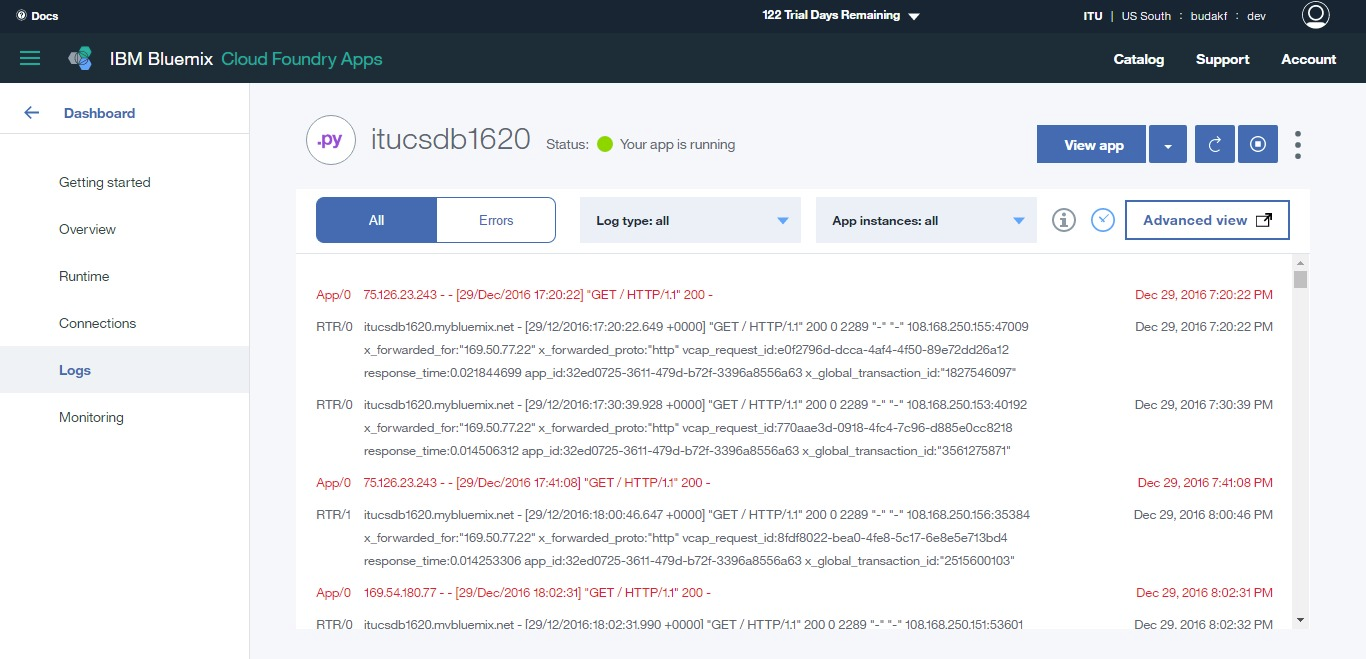 Docs
122 Trial Days Remaining
ITU | US South : budakf : dev
IBM Bluemix Cloud Foundry Apps
Catalog Support Account
Dashboard
Getting started
Overview
Runtime
Connections
Logs
Monitoring
.py
itucsdb1620
Status: Your app is running
View app
All
Errors
Log type: all
App instances: all
Advanced view
App/0 75.126.23.243 - - [29/Dec/2016 17:20:22] "GET / HTTP/1.1" 200 - Dec 29, 2016 7:20:22 PM
RTR/0 itucsdb1620.mybluemix.net - [29/12/2016:17:20:22.649 +0000] "GET / HTTP/1.1" 200 0 2289 "-" "-" 108.168.250.155:47009 Dec 29, 2016 7:20:22 PM
x_forwarded_for:"169.50.77.22" x_forwarded_proto:"http" vcap_request_id:e0f2796d-dcca-4af4-4f50-89e72dd26a12
response_time:0.021844699 app_id:32ed0725-3611-479d-b72f-3396a8556a63 x_global_transaction_id:"1827546097"
RTR/0 itucsdb1620.mybluemix.net - [29/12/2016:17:30:39.928 +0000] "GET / HTTP/1.1" 200 0 2289 "-" "-" 108.168.250.153:40192 Dec 29, 2016 7:30:39 PM
x_forwarded_for:"169.50.77.22" x_forwarded_proto:"http" vcap_request_id:770aae3d-0918-4fc4-7c96-d885e0cc8218
response_time:0.014506312 app_id:32ed0725-3611-479d-b72f-3396a8556a63 x_global_transaction_id:"3561275871"
App/0 75.126.23.243 - - [29/Dec/2016 17:41:08] "GET / HTTP/1.1" 200 - Dec 29, 2016 7:41:08 PM
RTR/1 itucsdb1620.mybluemix.net - [29/12/2016:18:00:46.647 +0000] "GET / HTTP/1.1" 200 0 2289 "-" "-" 108.168.250.156:35384 Dec 29, 2016 8:00:46 PM
x_forwarded_for:"169.50.77.22" x_forwarded_proto:"http" vcap_request_id:8fdf8022-bea0-4fe8-5c17-6e8e5e713bd4
response_time:0.014253306 app_id:32ed0725-3611-479d-b72f-3396a8556a63 x_global_transaction_id:"2515600103"
App/0 169.54.180.77 - - [29/Dec/2016 18:02:31] "GET / HTTP/1.1" 200 - Dec 29, 2016 8:02:31 PM
RTR/0 itucsdb1620.mybluemix.net - [29/12/2016:18:02:31.990 +0000] "GET / HTTP/1.1" 200 0 2289 "-" "-" 108.168.250.151:53601 Dec 29, 2016 8:02:32 PM